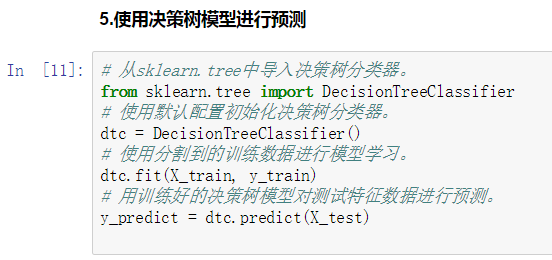 5.使用决策树模型进行预测
In [11]: # 从sklearn.tree中导入决策树分类器。
from sklearn.tree import DecisionTreeClassifier
# 使用默认配置初始化决策树分类器。
dtc = DecisionTreeClassifier()
# 使用分割到的训练数据进行模型学习。
dtc.fit(X_train, y_train)
# 用训练好的决策树模型对测试特征数据进行预测。
y_predict = dtc.predict(X_test)